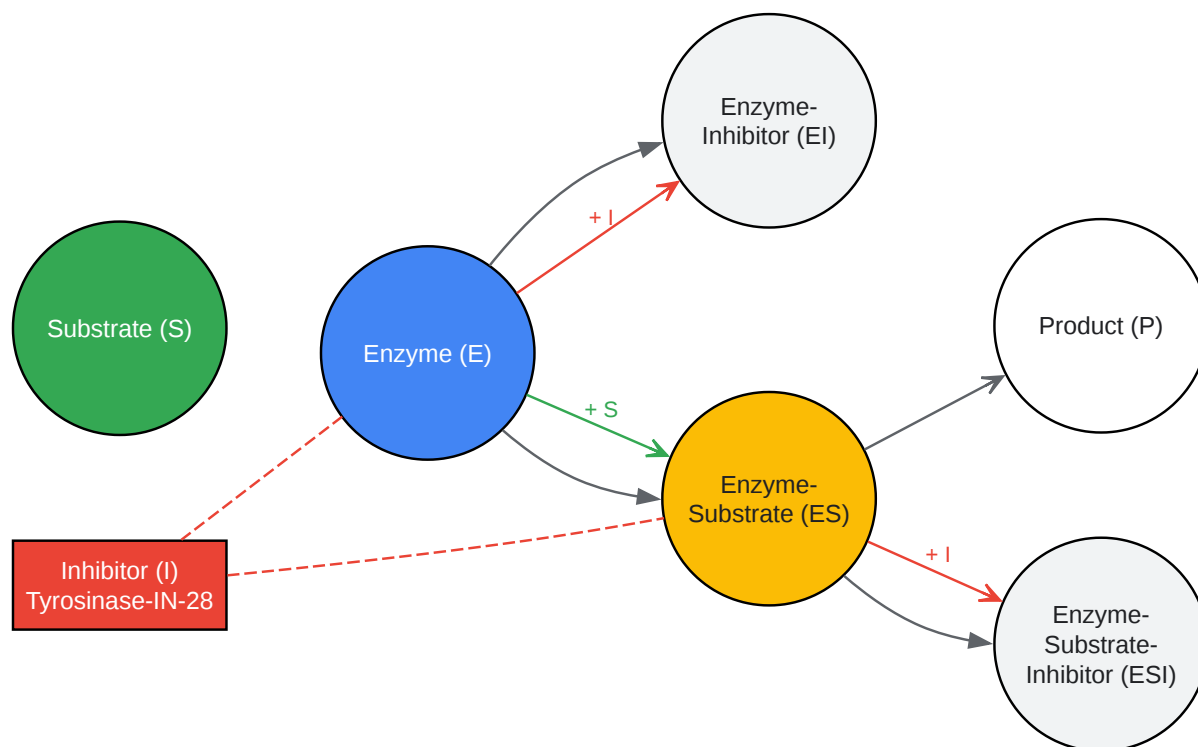 Enzyme-
Inhibitor (EI)
+ I
Substrate (S)
Enzyme (E)
Product (P)
+ S
Enzyme-
Substrate (ES)
+ I
Inhibitor (I)
Tyrosinase-IN-28
Enzyme-
Substrate-
Inhibitor (ESI)